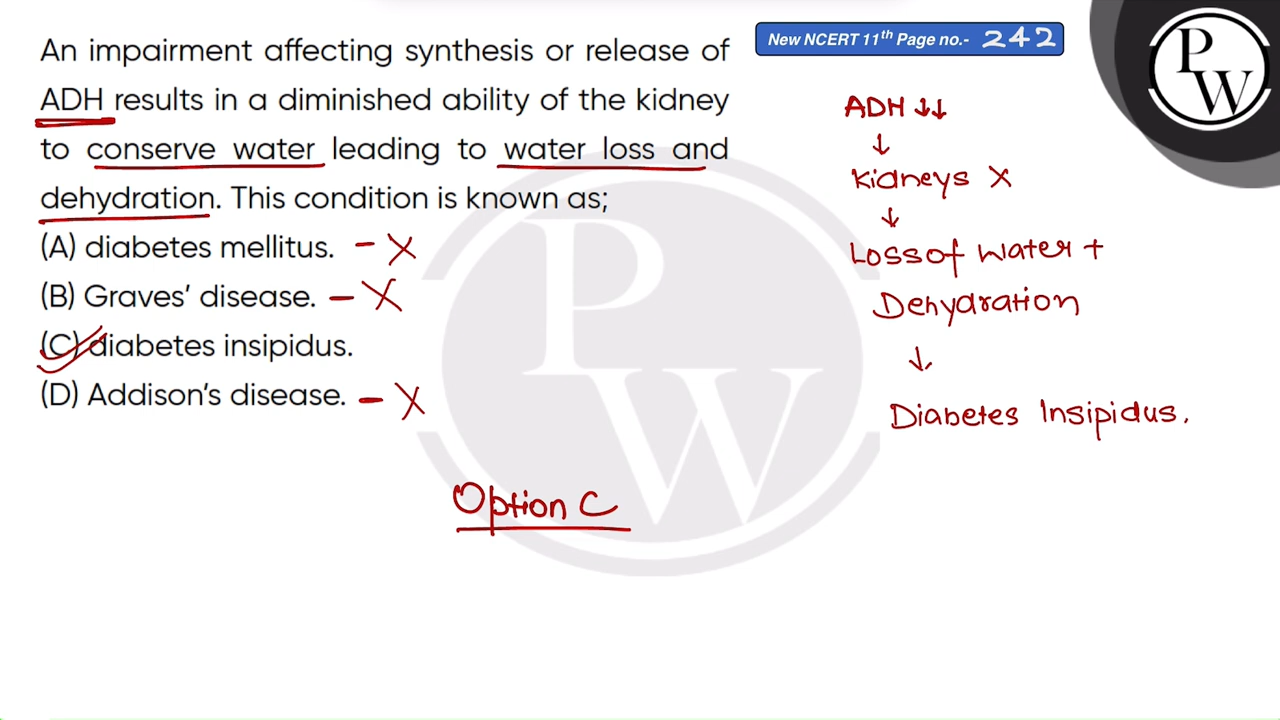 An impairment affecting synthesis or release of
ADH results in a diminished ability of the kidney
to conserve water leading to water loss and
dehydration. This condition is known as;
(A) diabetes mellitus. - X
(B) Graves' disease. - X
(C) diabetes insipidus.
(D) Addison's disease. - X
Option C
New NCERT 11th Page no.- 242
ADH ↓↓
↓
Kidneys X
↓
Loss of water +
Dehydration
↓
Diabetes Insipidus.
P
W
P
W